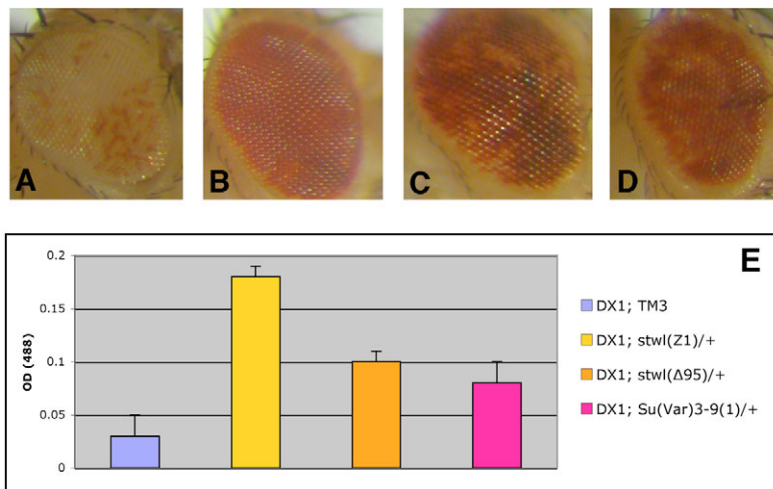 A B C D
E
0.2
0.15
0.1
0.05
0
OD (488)
DX1; TM3
DX1; stwl(Z1)/+
DX1; stwl(Δ95)/+
DX1; Su(Var)3-9(1)/+